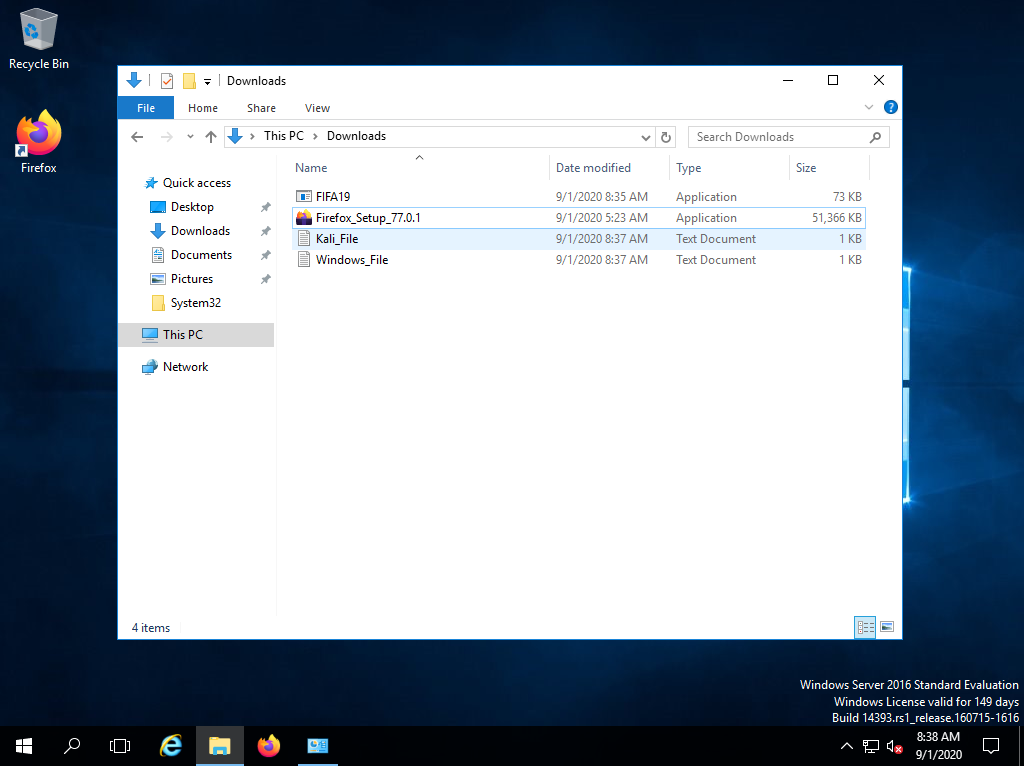 Recycle Bin
Firefox
Downloads
File Home Share View
This PC Downloads
Search Downloads
Name Date modified Type Size
Quick access
Desktop
Downloads
Documents
Pictures
System32
This PC
Network
FIFA19 9/1/2020 8:35 AM Application 73 KB
Firefox_Setup_77.0.1 9/1/2020 5:23 AM Application 51,366 KB
Kali_File 9/1/2020 8:37 AM Text Document 1 KB
Windows_File 9/1/2020 8:37 AM Text Document 1 KB
4 items
Windows Server 2016 Standard Evaluation
Windows License valid for 149 days
Build 14393.rs1_release.160715-1616
8:38 AM
9/1/2020